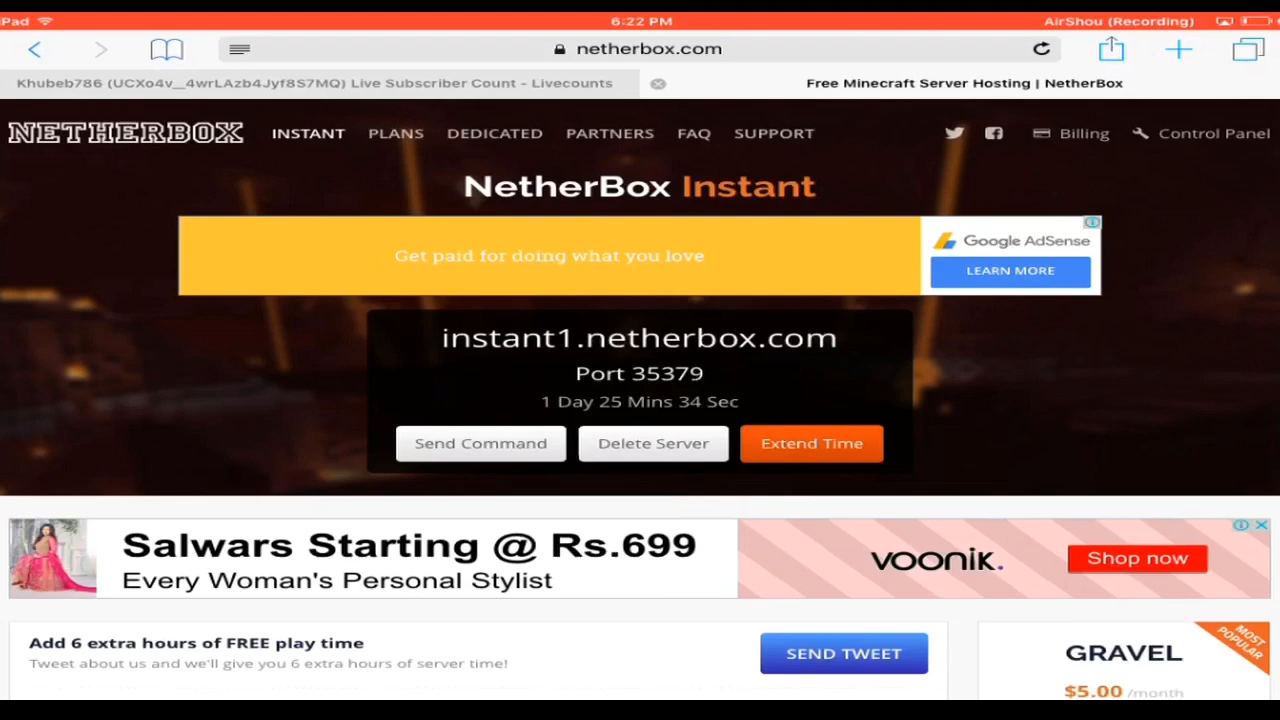 Pad
6:22 PM
AirShou (Recording)
netherbox.com
Khubeb786 (UCXo4v__4wrLAzb4Jyf8S7MQ) Live Subscriber Count - Livecounts
Free Minecraft Server Hosting | NetherBox
NETHERBOX
INSTANT
PLANS
DEDICATED
PARTNERS
FAQ
SUPPORT
Billing
Control Panel
NetherBox Instant
Get paid for doing what you love
Google AdSense
LEARN MORE
instant1.netherbox.com
Port 35379
1 Day 25 Mins 34 Sec
Send Command
Delete Server
Extend Time
Salwars Starting @ Rs.699
Every Woman's Personal Stylist
VOONIK.
Shop now
Add 6 extra hours of FREE play time
Tweet about us and we'll give you 6 extra hours of server time!
SEND TWEET
MOST POPULAR
GRAVEL
$5.00 /month